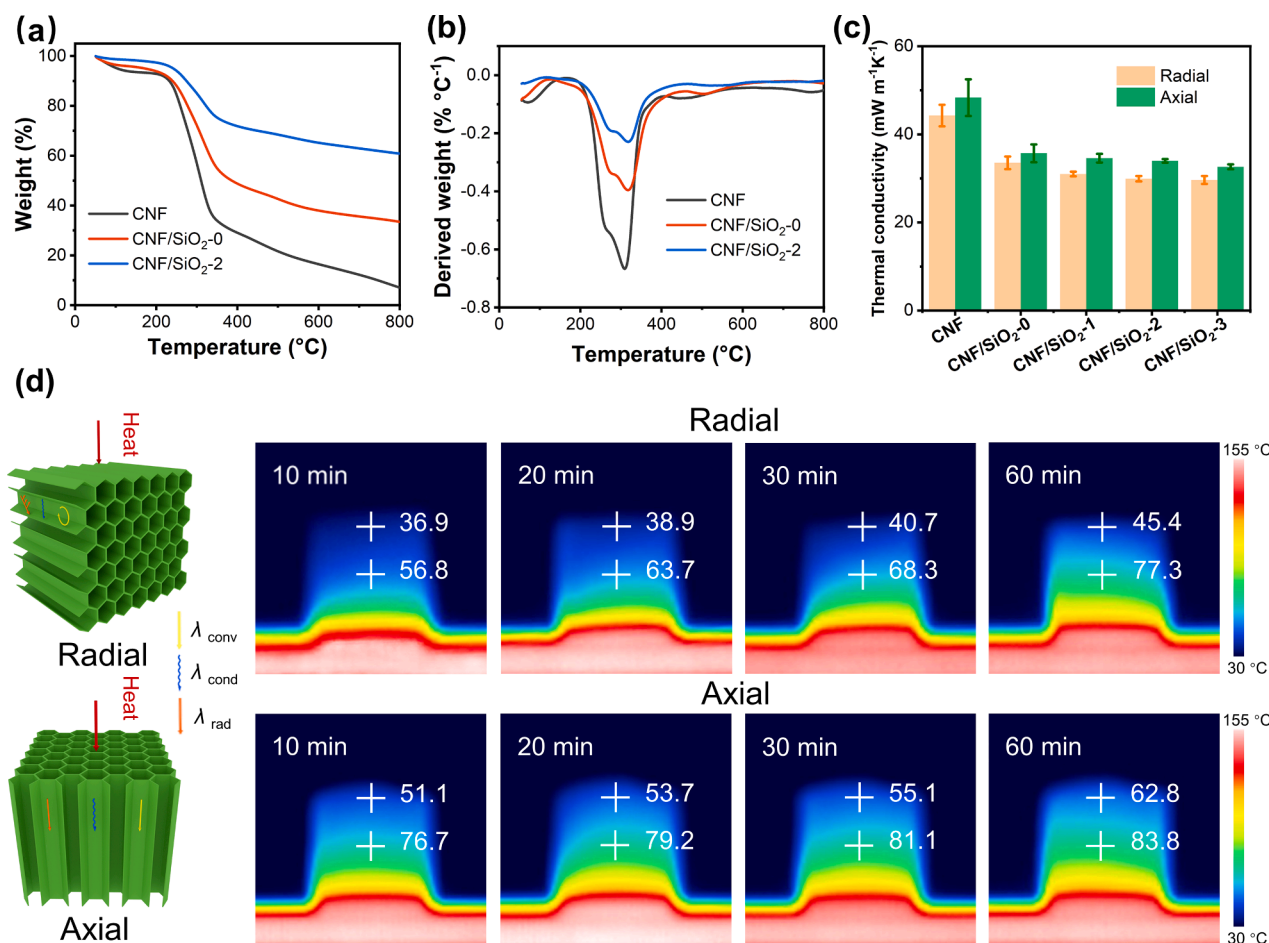 (a)
Weight (%)
100
80
60
40
20
0
CNF
CNF/SiO₂-0
CNF/SiO₂-2
0 200 400 600 800
Temperature (°C)
(b)
Derived weight (% °C⁻¹)
0.0
-0.2
-0.4
-0.6
-0.8
CNF
CNF/SiO₂-0
CNF/SiO₂-2
0 200 400 600 800
Temperature (°C)
(c)
Thermal conductivity (mW m⁻¹K⁻¹)
60
40
20
0
Radial
Axial
CNF
CNF/SiO₂-0
CNF/SiO₂-1
CNF/SiO₂-2
CNF/SiO₂-3
(d)
Heat
Radial
λ conv
λ cond
λ rad
Heat
Axial
Radial
10 min
36.9
56.8
20 min
38.9
63.7
30 min
40.7
68.3
60 min
45.4
77.3
155 °C
30 °C
Axial
10 min
51.1
76.7
20 min
53.7
79.2
30 min
55.1
81.1
60 min
62.8
83.8
155 °C
30 °C